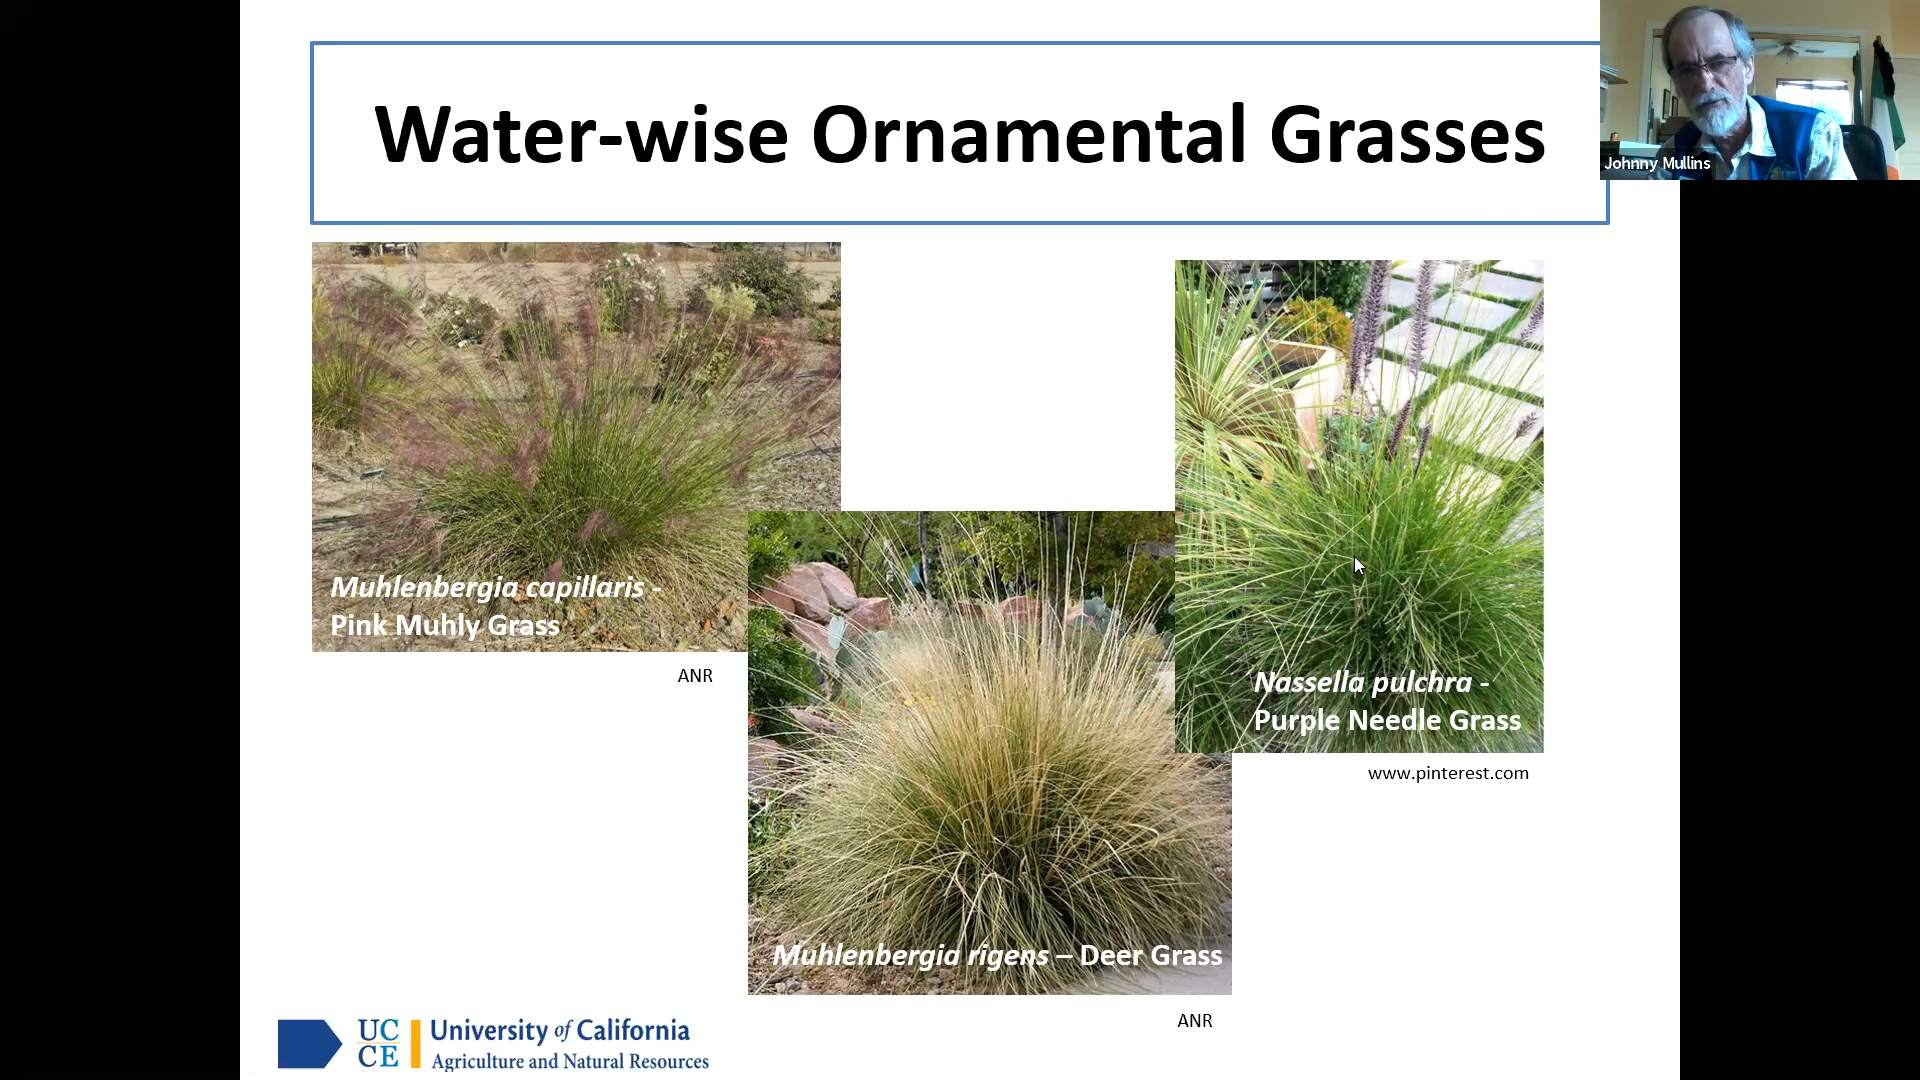 Water-wise Ornamental Grasses
Johnny Mullins
Muhlenbergia capillaris -
Pink Muhly Grass
ANR
Nassella pulchra -
Purple Needle Grass
www.pinterest.com
Muhlenbergia rigens – Deer Grass
ANR
UC
CE
University of California
Agriculture and Natural Resources